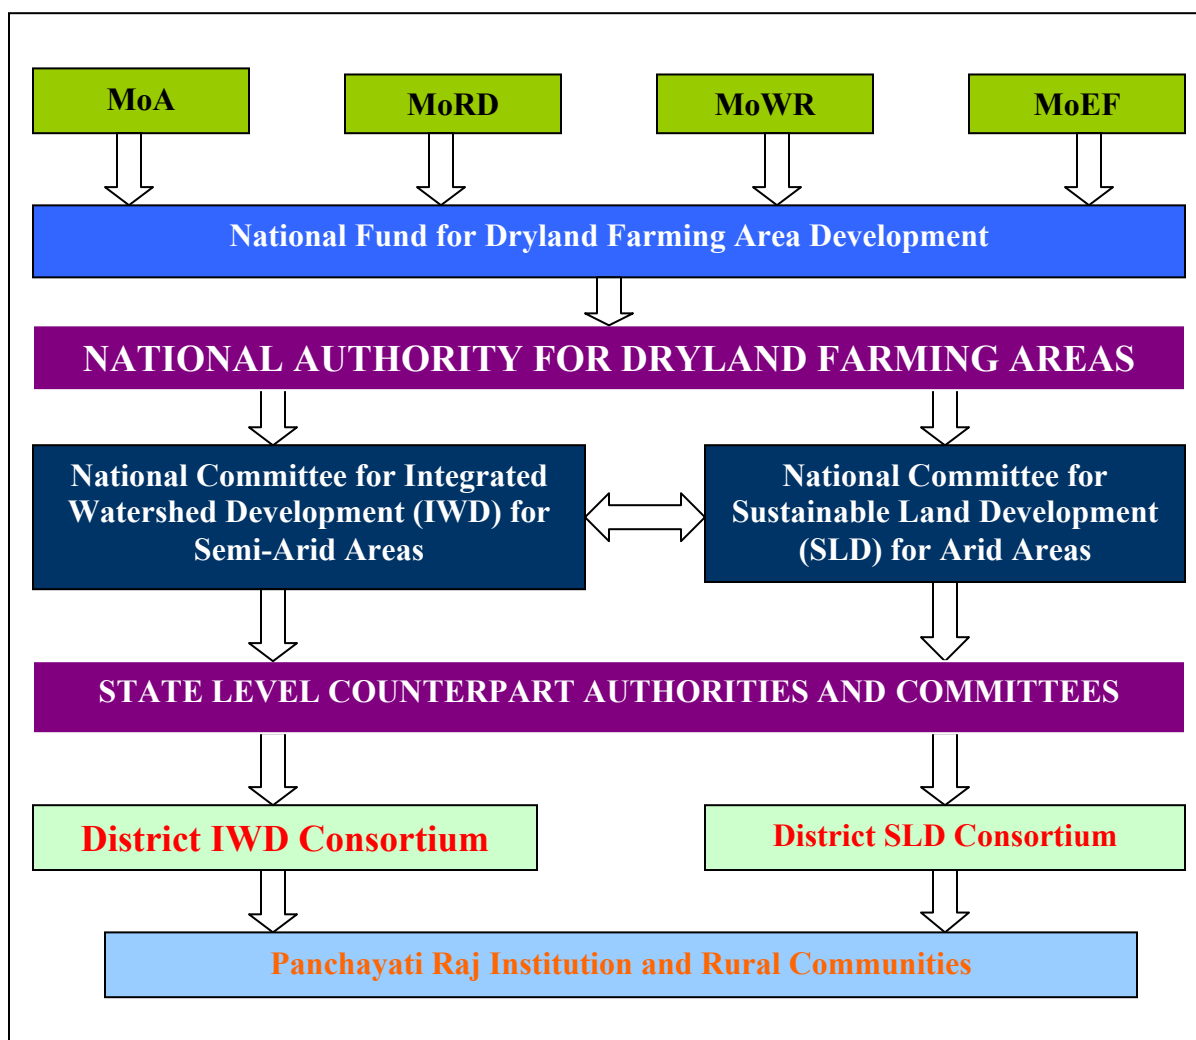 MoA
MoRD
MoWR
MoEF
National Fund for Dryland Farming Area Development
NATIONAL AUTHORITY FOR DRYLAND FARMING AREAS
National Committee for Integrated
Watershed Development (IWD) for
Semi-Arid Areas
National Committee for
Sustainable Land Development
(SLD) for Arid Areas
STATE LEVEL COUNTERPART AUTHORITIES AND COMMITTEES
District IWD Consortium
District SLD Consortium
Panchayati Raj Institution and Rural Communities